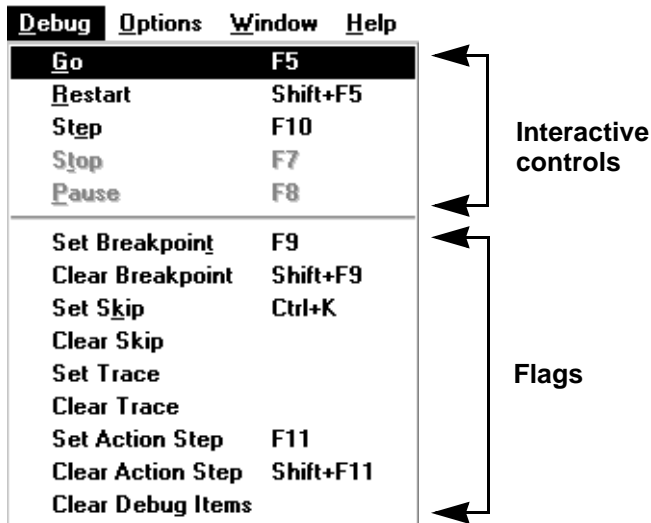 Debug Options Window Help
Go F5
Restart Shift+F5
Step F10
Stop F7
Pause F8
Interactive
controls
Set Breakpoint F9
Clear Breakpoint Shift+F9
Set Skip Ctrl+K
Clear Skip
Set Trace
Clear Trace
Set Action Step F11
Clear Action Step Shift+F11
Clear Debug Items
Flags